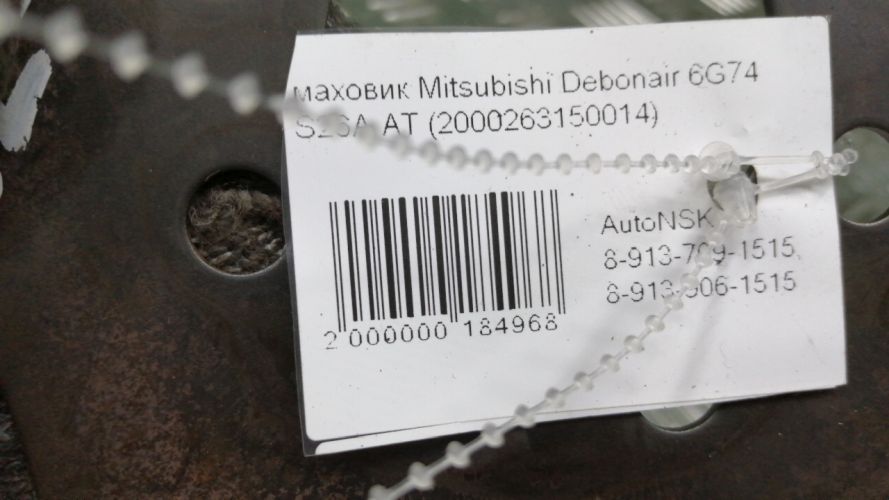 маховик Mitsubishi Debonair 6G74
S26A AT (2000263150014)
AutoNSK
8-913-709-1515,
8-913-906-1515
2 000000 184968